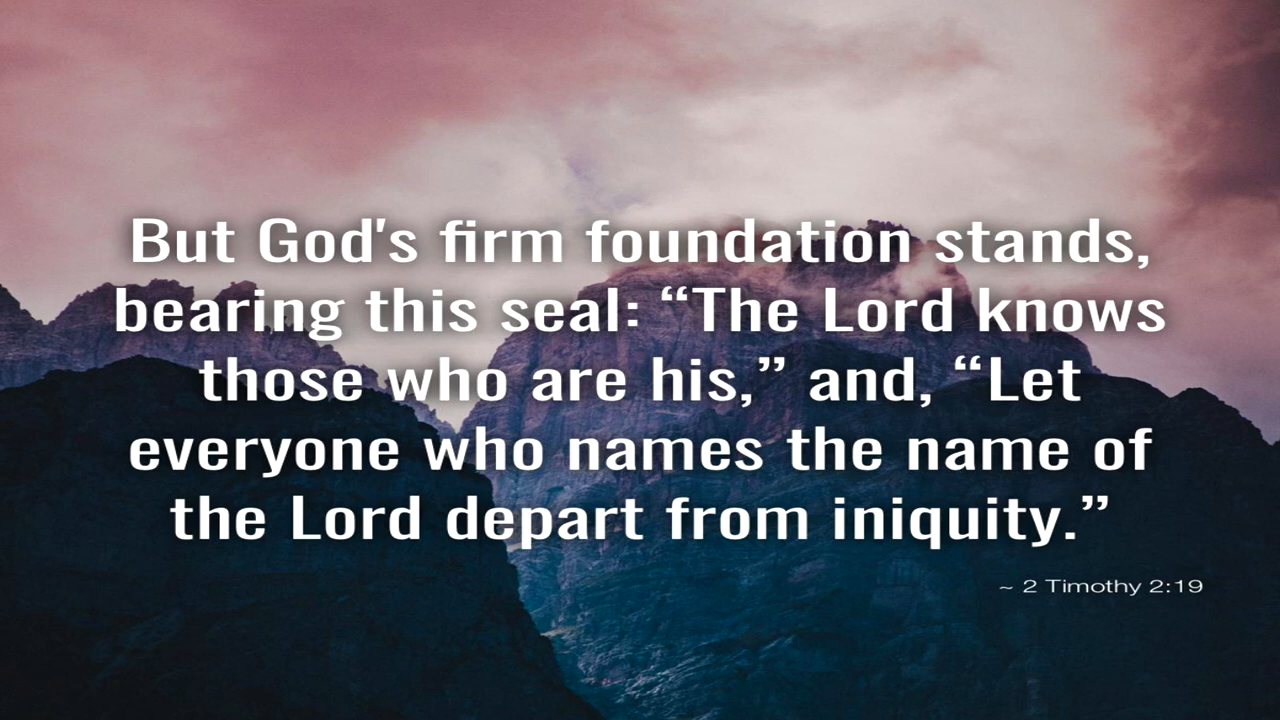 But God's firm foundation stands,
bearing this seal: “The Lord knows
those who are his,” and, “Let
everyone who names the name of
the Lord depart from iniquity.”
~ 2 Timothy 2:19